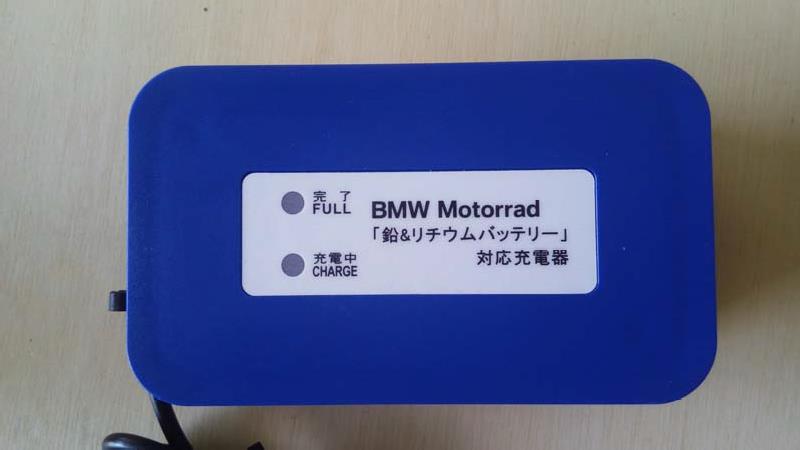 完了
FULL
BMW Motorrad
「鉛&リチウムバッテリー」
対応充電器
充電中
CHARGE